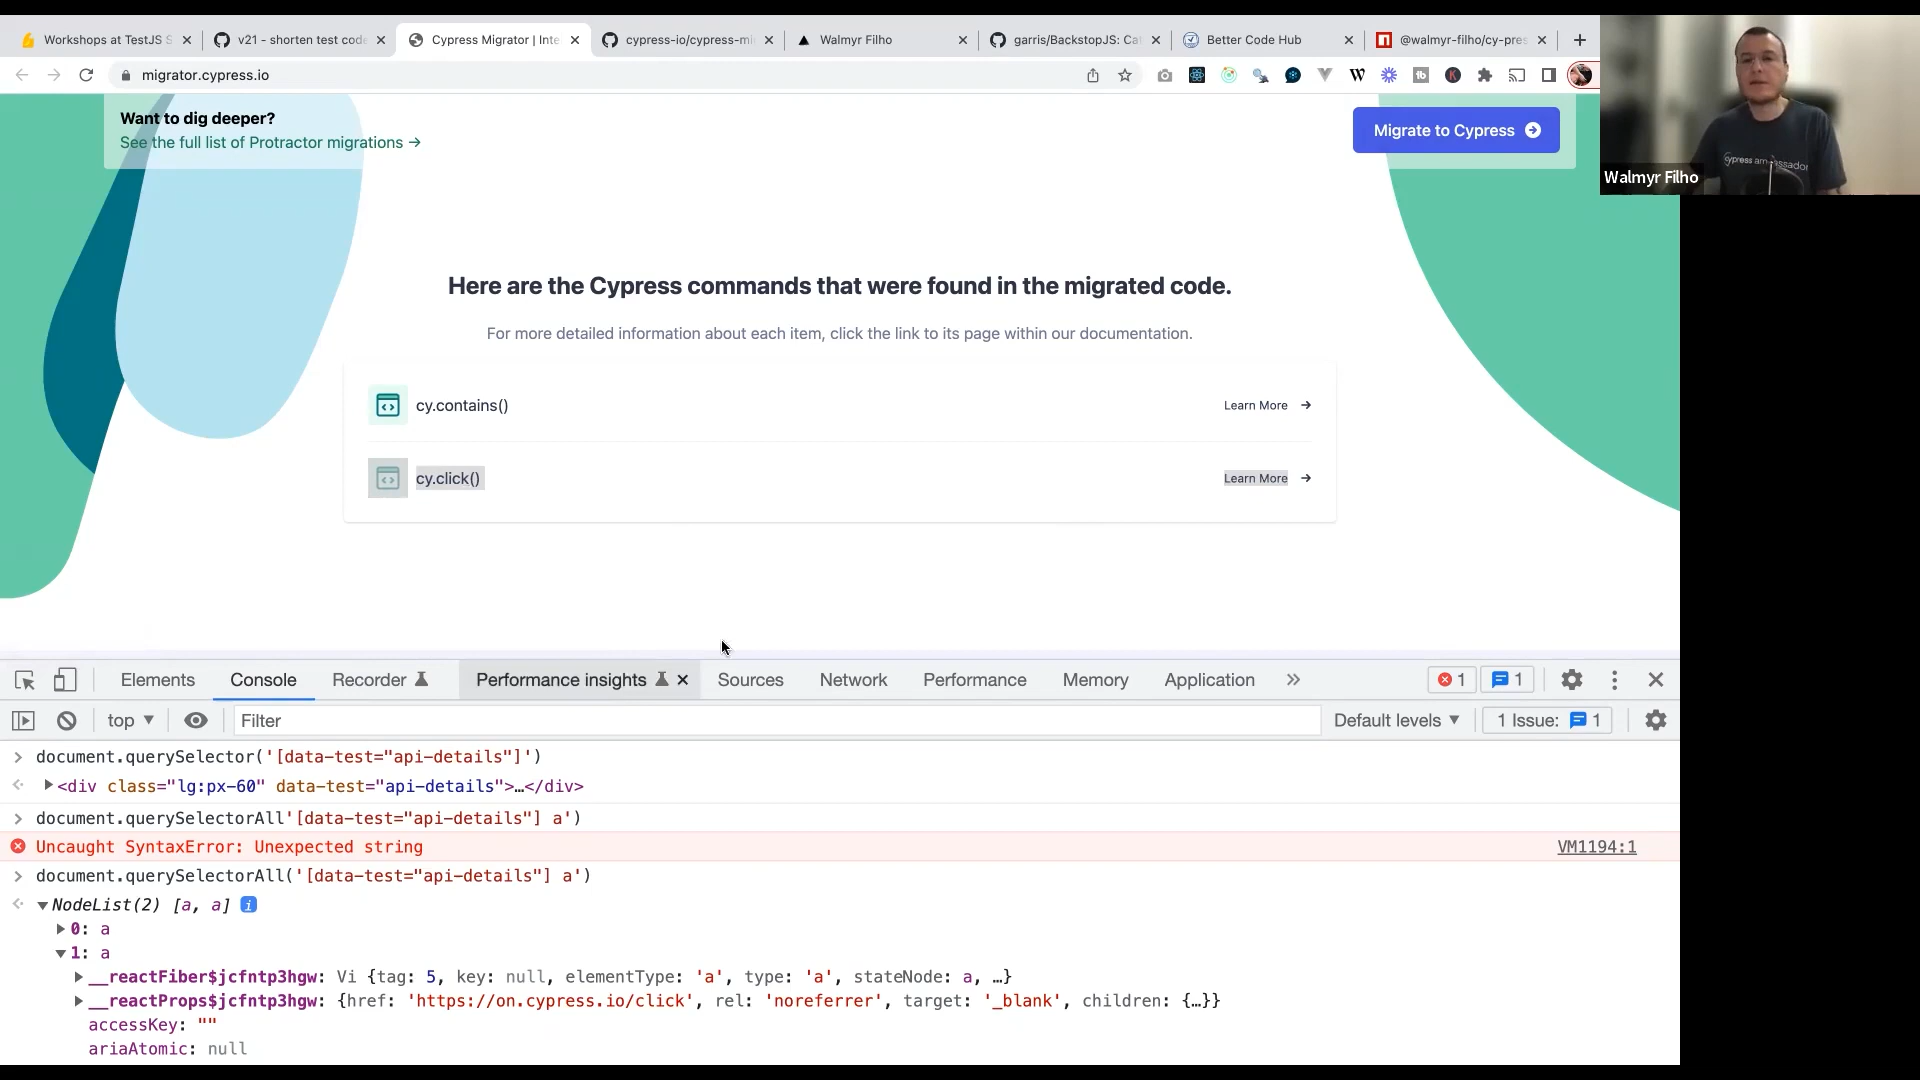 Workshops at TestJS S
v21 - shorten test code
Cypress Migrator | Inte
cypress-io/cypress-mi
Walmyr Filho
garris/BackstopJS: Cat
Better Code Hub
@walmyr-filho/cy-pres
migrator.cypress.io
Want to dig deeper?
See the full list of Protractor migrations →
Migrate to Cypress
cypress ambassador
Walmyr Filho
Here are the Cypress commands that were found in the migrated code.
For more detailed information about each item, click the link to its page within our documentation.
cy.contains()
Learn More →
cy.click()
Learn More →
Elements
Console
Recorder
Performance insights
Sources
Network
Performance
Memory
Application
1
1
top
Filter
Default levels
1 Issue: 1
document.querySelector('[data-test="api-details"]')
<div class="lg:px-60" data-test="api-details">…</div>
document.querySelectorAll'[data-test="api-details"] a')
Uncaught SyntaxError: Unexpected string
VM1194:1
document.querySelectorAll('[data-test="api-details"] a')
NodeList(2) [a, a] i
0: a
1: a
__reactFiber$jcfntp3hgw: Vi {tag: 5, key: null, elementType: 'a', type: 'a', stateNode: a, …}
__reactProps$jcfntp3hgw: {href: 'https://on.cypress.io/click', rel: 'noreferrer', target: '_blank', children: {…}}
accessKey: ""
ariaAtomic: null